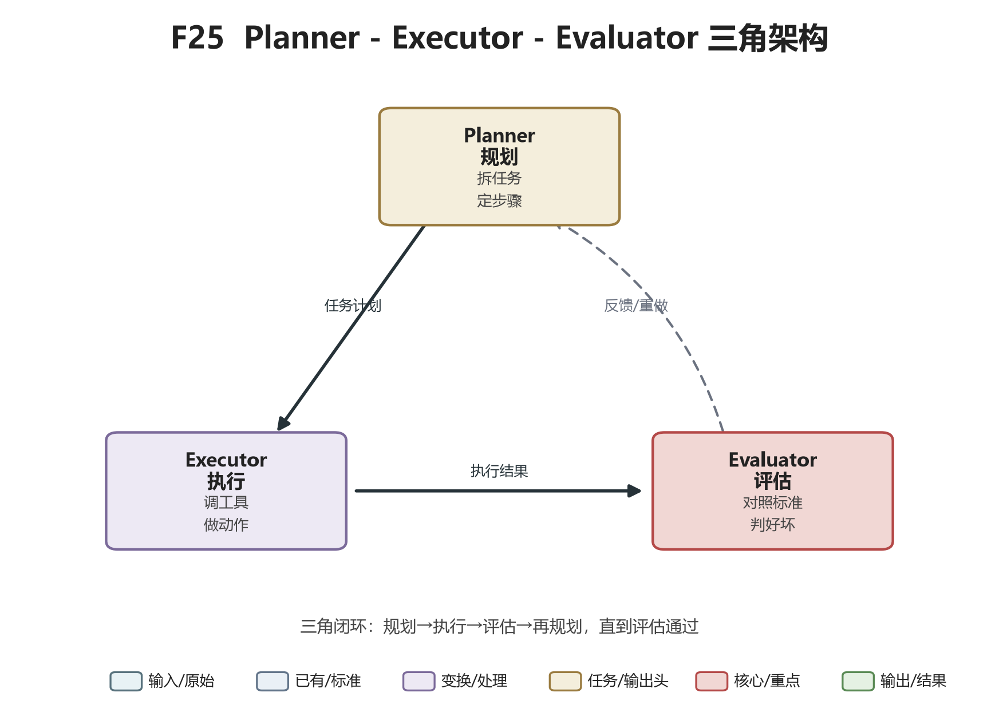 F25 Planner - Executor - Evaluator 三角架构
Planner
规划
拆任务
定步骤
任务计划
反馈/重做
Executor
执行
调工具
做动作
执行结果
Evaluator
评估
对照标准
判好坏
三角闭环：规划→执行→评估→再规划，直到评估通过
输入/原始
已有/标准
变换/处理
任务/输出头
核心/重点
输出/结果